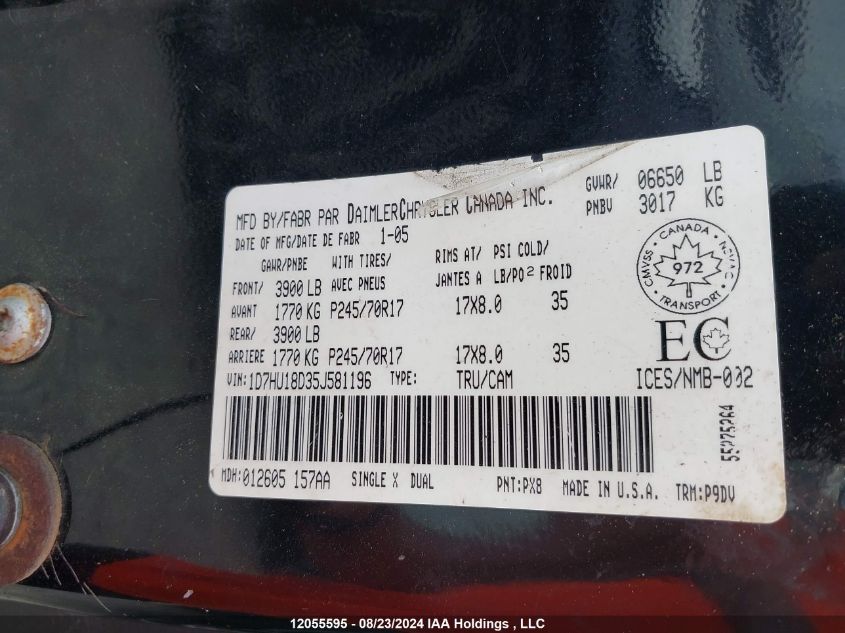 MFD BY/FABR PAR DAIMLERCHRYSLER CANADA INC.
GVWR/ 06650 LB
PNBV 3017 KG
DATE OF MFG/DATE DE FABR 1-05
GAWR/PNBE WITH TIRES/ RIMS AT/ PSI COLD/
FRONT/ 3900 LB AVEC PNEUS JANTES A LB/PO² FROID
AVANT 1770 KG P245/70R17 17X8.0 35
REAR/ 3900 LB
ARRIERE 1770 KG P245/70R17 17X8.0 35
VIN: 1D7HU18D35J581196 TYPE: TRU/CAM
CANADA
CMVSS NSVAC
972
TRANSPORT
EC
ICES/NMB-002
55275264
MDH: 012605 157AA SINGLE X DUAL PNT: PX8 MADE IN U.S.A. TRM: P9DV
12055595 - 08/23/2024 IAA Holdings , LLC